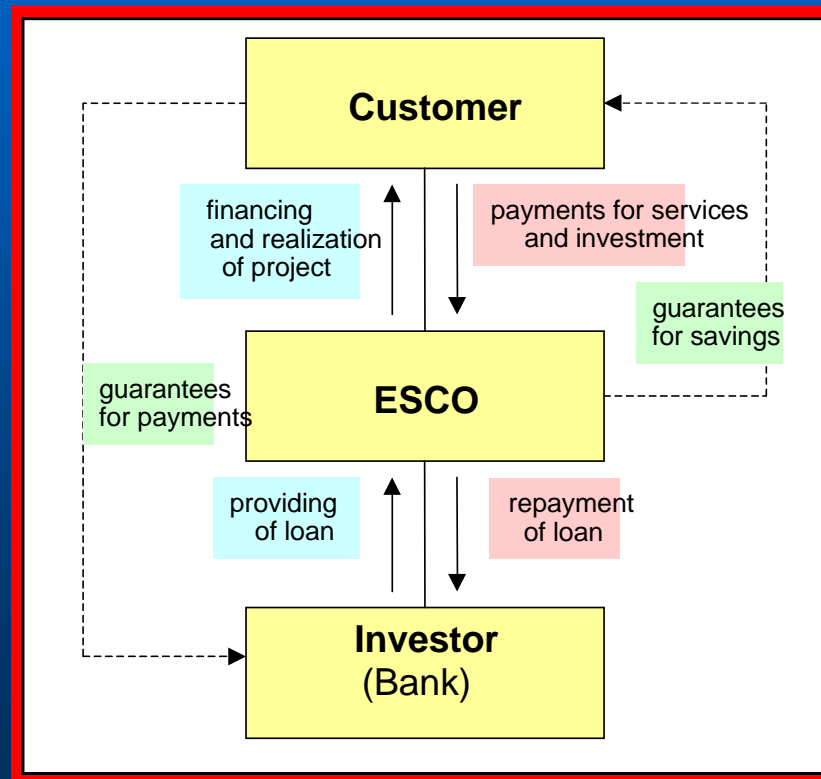 Customer
financing
and realization
of project
payments for services
and investment
guarantees
for savings
ESCO
guarantees
for payments
providing
of loan
repayment
of loan
Investor
(Bank)